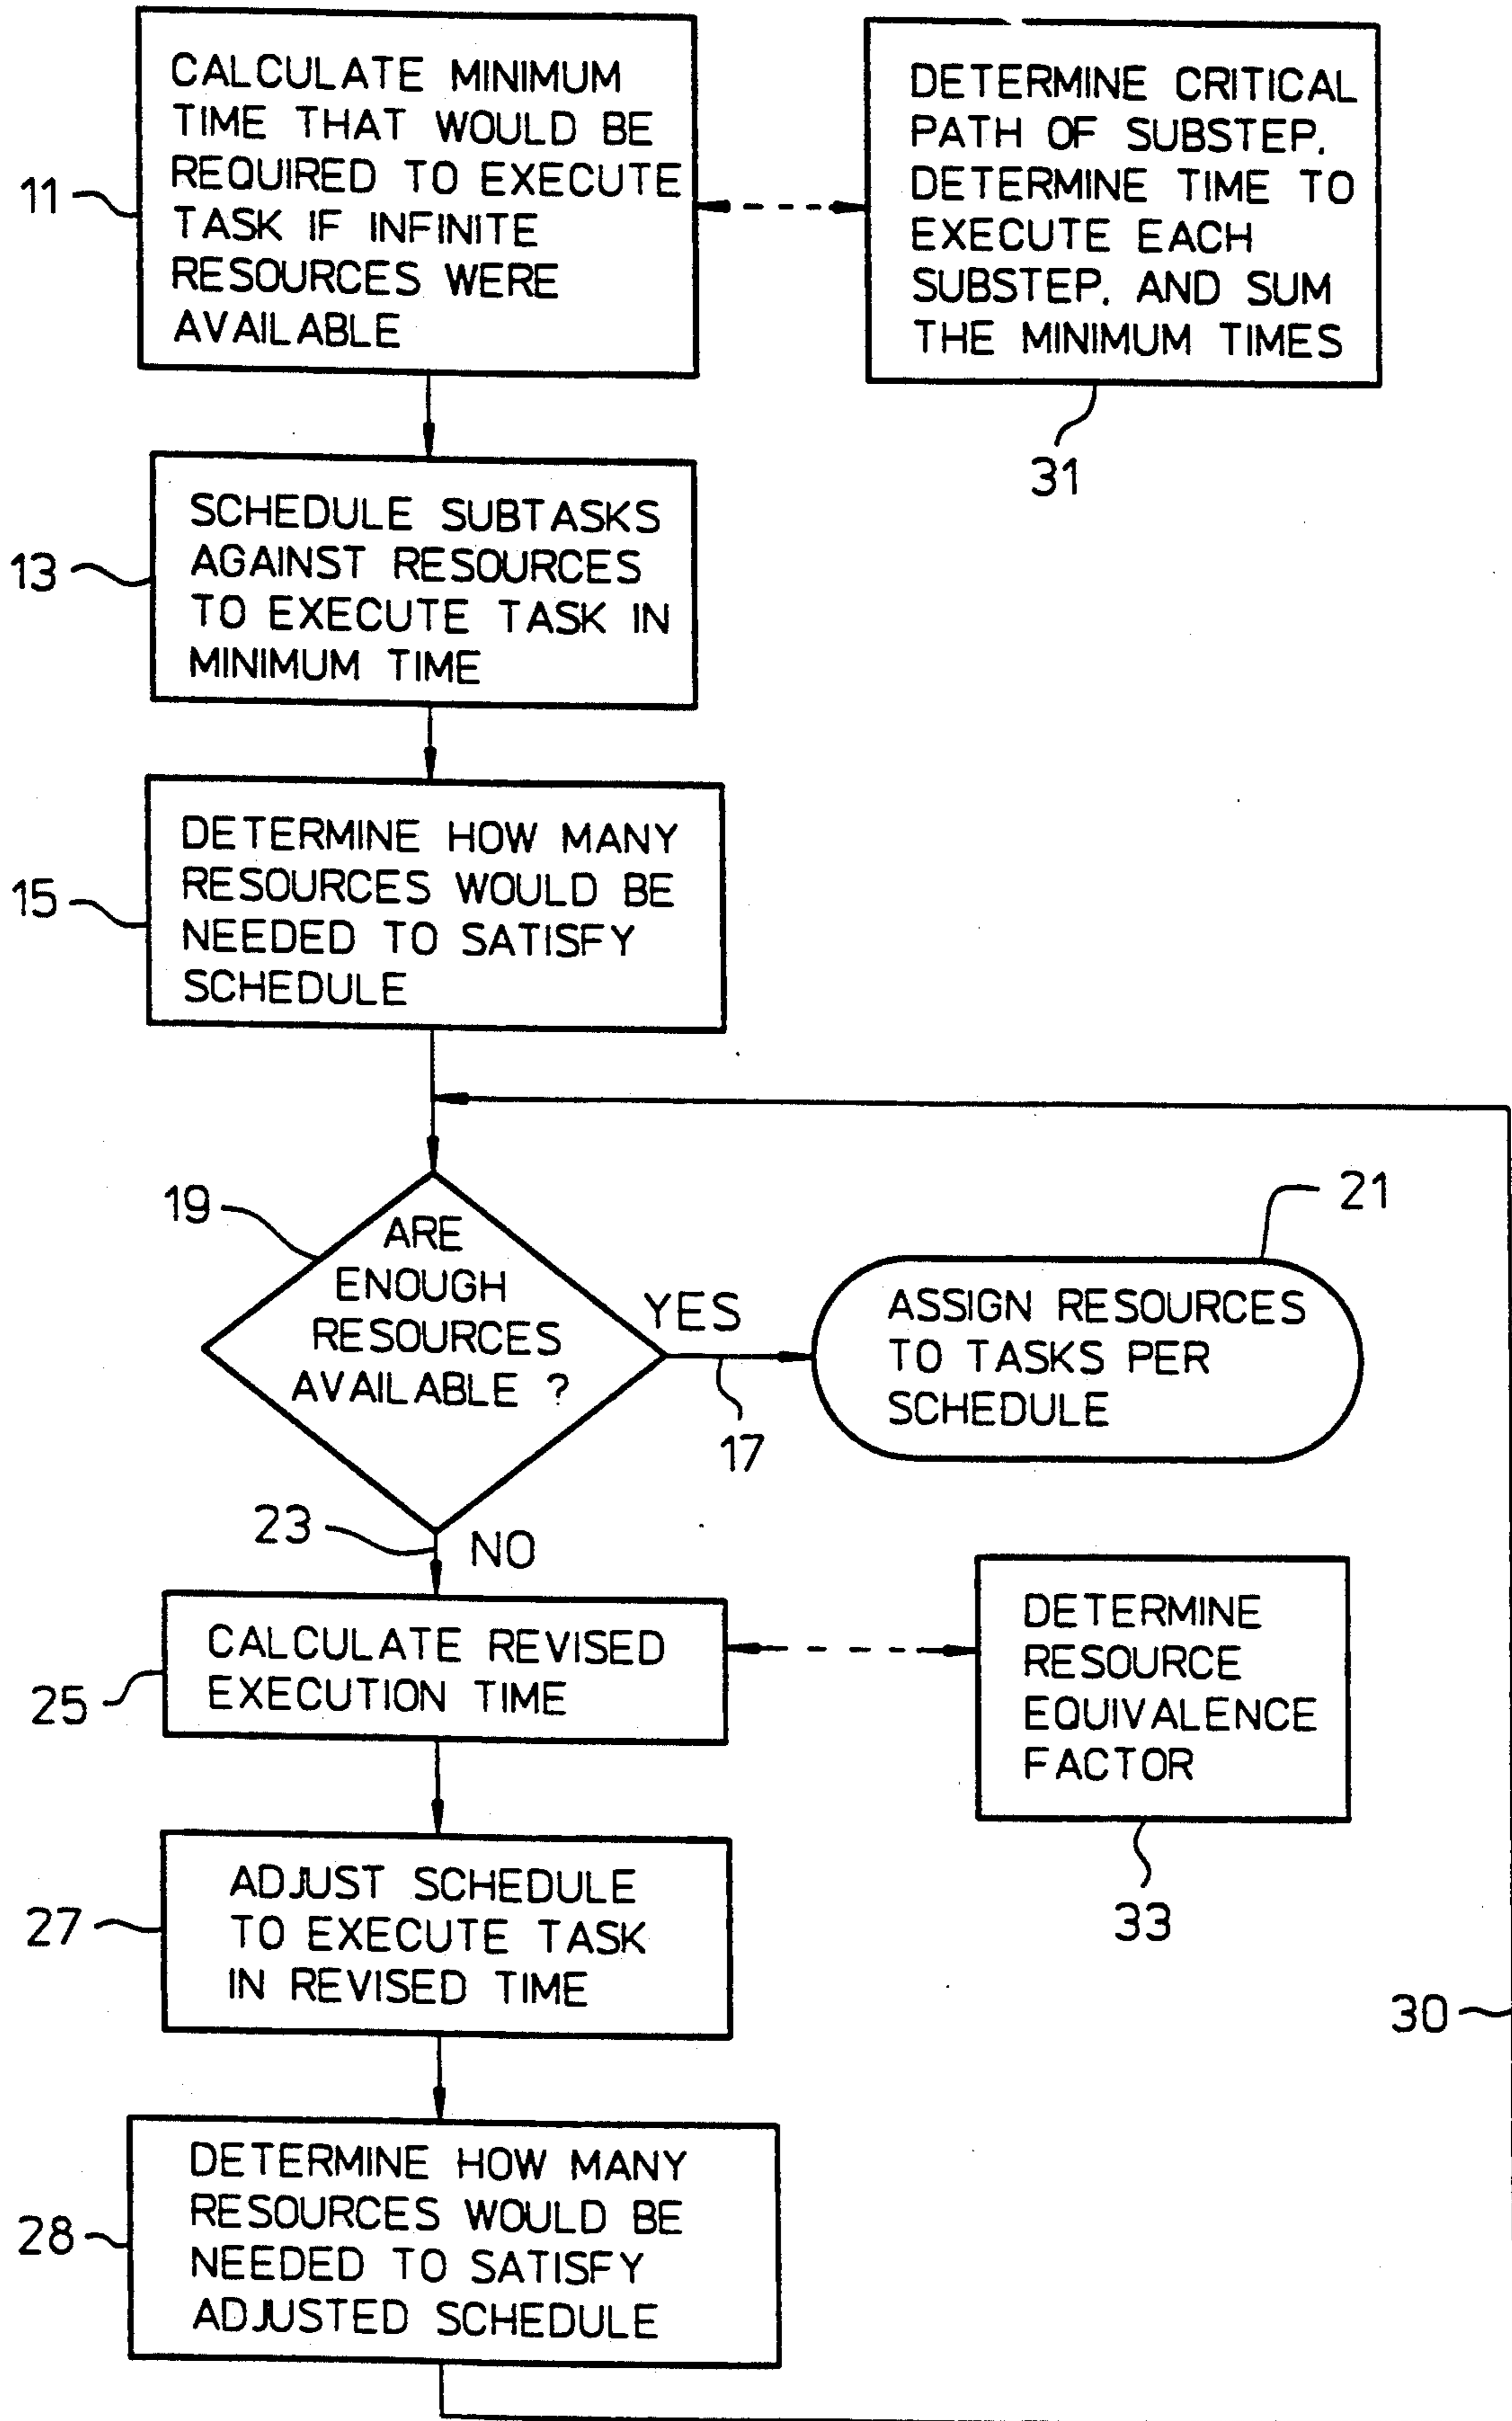 CALCULATE MINIMUM
TIME THAT WOULD BE
REQUIRED TO EXECUTE
TASK IF INFINITE
RESOURCES WERE
AVAILABLE
11
DETERMINE CRITICAL
PATH OF SUBSTEP.
DETERMINE TIME TO
EXECUTE EACH
SUBSTEP. AND SUM
THE MINIMUM TIMES
31
SCHEDULE SUBTASKS
AGAINST RESOURCES
TO EXECUTE TASK IN
MINIMUM TIME
13
DETERMINE HOW MANY
RESOURCES WOULD BE
NEEDED TO SATISFY
SCHEDULE
15
19
ARE
ENOUGH
RESOURCES
AVAILABLE ?
YES
17
21
ASSIGN RESOURCES
TO TASKS PER
SCHEDULE
23
NO
CALCULATE REVISED
EXECUTION TIME
25
DETERMINE
RESOURCE
EQUIVALENCE
FACTOR
33
ADJUST SCHEDULE
TO EXECUTE TASK
IN REVISED TIME
27
30
DETERMINE HOW MANY
RESOURCES WOULD BE
NEEDED TO SATISFY
ADJUSTED SCHEDULE
28